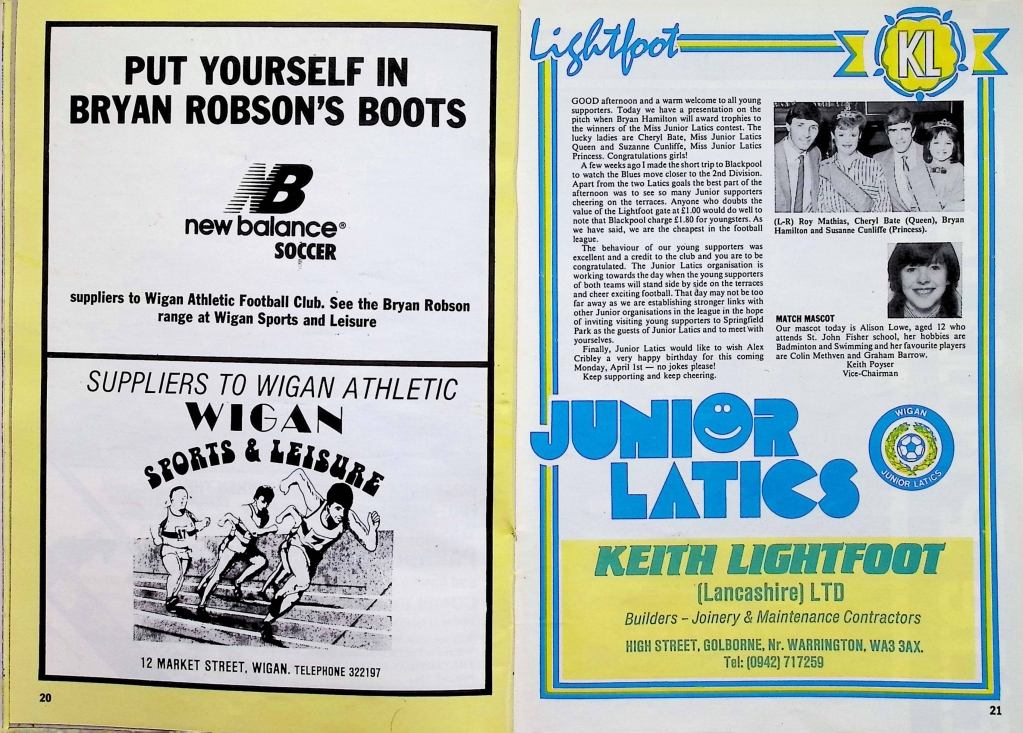 PUT YOURSELF IN
BRYAN ROBSON'S BOOTS
NB
new balance®
SOCCER
suppliers to Wigan Athletic Football Club. See the Bryan Robson
range at Wigan Sports and Leisure
SUPPLIERS TO WIGAN ATHLETIC
WIGAN
SPORTS & LEISURE
12 MARKET STREET, WIGAN. TELEPHONE 322197
20
Lightfoot
KL
GOOD afternoon and a warm welcome to all young
supporters. Today we have a presentation on the
pitch when Bryan Hamilton will award trophies to
the winners of the Miss Junior Latics contest. The
lucky ladies are Cheryl Bate, Miss Junior Latics
Queen and Suzanne Cunliffe, Miss Junior Latics
Princess. Congratulations girls!
A few weeks ago I made the short trip to Blackpool
to watch the Blues move closer to the 2nd Division.
Apart from the two Latics goals the best part of the
afternoon was to see so many Junior supporters
cheering on the terraces. Anyone who doubts the
value of the Lightfoot gate at £1.00 would do well to
note that Blackpool charge £1.80 for youngsters. As
we have said, we are the cheapest in the football
league.
The behaviour of our young supporters was
excellent and a credit to the club and you are to be
congratulated. The Junior Latics organisation is
working towards the day when the young supporters
of both teams will stand side by side on the terraces
and cheer exciting football. That day may not be too
far away as we are establishing stronger links with
other Junior organisations in the league in the hope
of inviting visiting young supporters to Springfield
Park as the guests of Junior Latics and to meet with
yourselves.
Finally, Junior Latics would like to wish Alex
Cribley a very happy birthday for this coming
Monday, April 1st — no jokes please!
Keep supporting and keep cheering.
(L-R) Roy Mathias, Cheryl Bate (Queen), Bryan
Hamilton and Susanne Cunliffe (Princess).
MATCH MASCOT
Our mascot today is Alison Lowe, aged 12 who
attends St. John Fisher school, her hobbies are
Badminton and Swimming and her favourite players
are Colin Methven and Graham Barrow.
Keith Poyser
Vice-Chairman
JUNIOR
LATICS
WIGAN
JUNIOR LATICS
KEITH LIGHTFOOT
(Lancashire) LTD
Builders – Joinery & Maintenance Contractors
HIGH STREET, GOLBORNE, Nr. WARRINGTON, WA3 3AX.
Tel: (0942) 717259
21